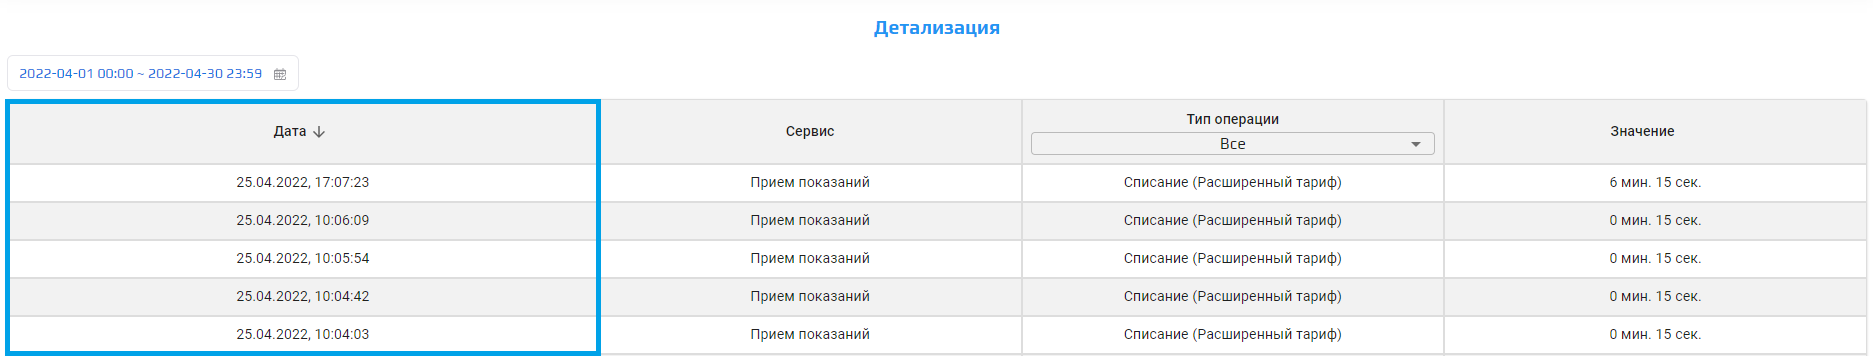 Детализация
2022-04-01 00:00 ~ 2022-04-30 23:59
Дата Сервис Тип операции Значение
Все
25.04.2022, 17:07:23 Прием показаний Списание (Расширенный тариф) 6 мин. 15 сек.
25.04.2022, 10:06:09 Прием показаний Списание (Расширенный тариф) 0 мин. 15 сек.
25.04.2022, 10:05:54 Прием показаний Списание (Расширенный тариф) 0 мин. 15 сек.
25.04.2022, 10:04:42 Прием показаний Списание (Расширенный тариф) 0 мин. 15 сек.
25.04.2022, 10:04:03 Прием показаний Списание (Расширенный тариф) 0 мин. 15 сек.